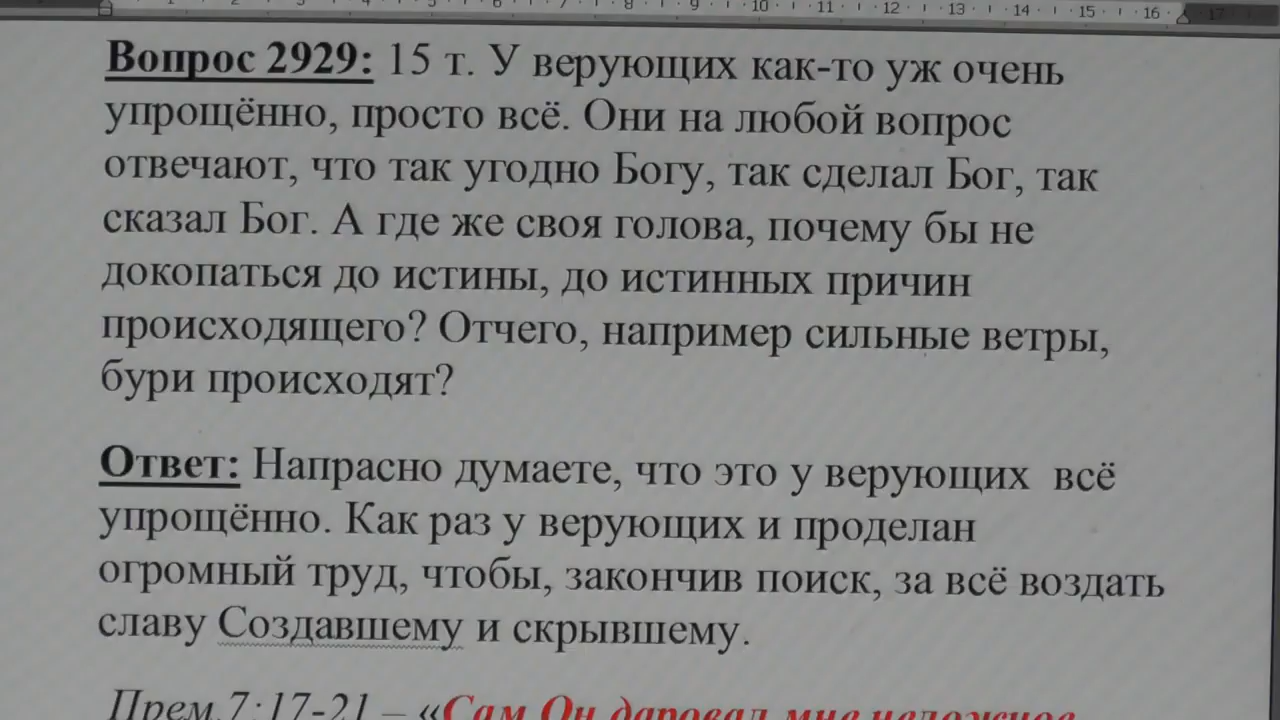 Вопрос 2929: 15 т. У верующих как-то уж очень
упрощённо, просто всё. Они на любой вопрос
отвечают, что так угодно Богу, так сделал Бог, так
сказал Бог. А где же своя голова, почему бы не
докопаться до истины, до истинных причин
происходящего? Отчего, например сильные ветры,
бури происходят?
Ответ: Напрасно думаете, что это у верующих всё
упрощённо. Как раз у верующих и проделан
огромный труд, чтобы, закончив поиск, за всё воздать
славу Создавшему и скрывшему.
Прем.7:17-21 – «Сам Он даровал мне неложное